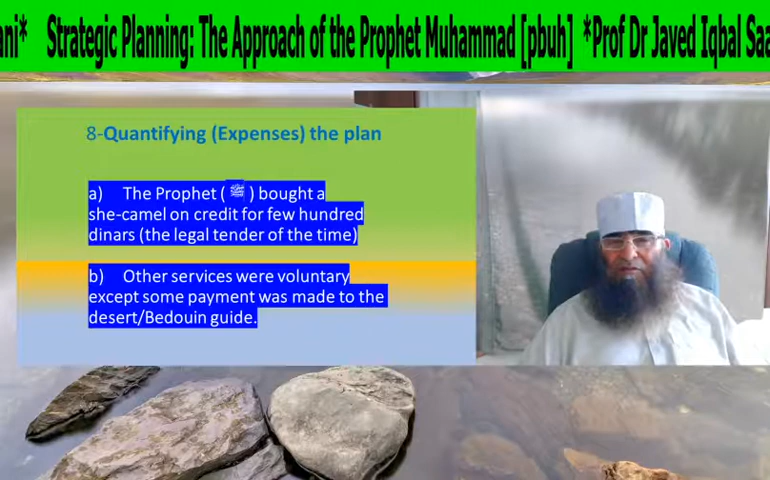 Strategic Planning: The Approach of the Prophet Muhammad [pbuh] *Prof Dr Javed Iqbal
8-Quantifying (Expenses) the plan
a) The Prophet (ﷺ) bought a
she-camel on credit for few hundred
dinars (the legal tender of the time)
b) Other services were voluntary
except some payment was made to the
desert/Bedouin guide.